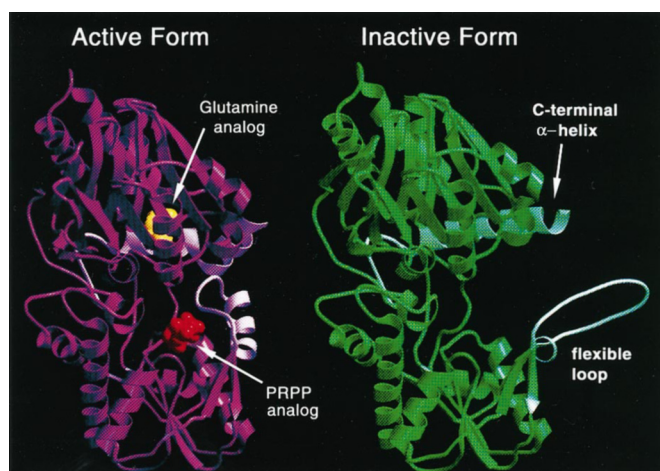 Active Form
Inactive Form
Glutamine
analog
C-terminal
α–helix
PRPP
analog
flexible
loop